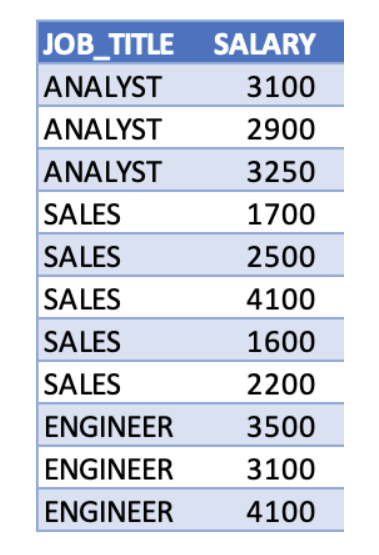 JOB_TITLE SALARY
ANALYST 3100
ANALYST 2900
ANALYST 3250
SALES 1700
SALES 2500
SALES 4100
SALES 1600
SALES 2200
ENGINEER 3500
ENGINEER 3100
ENGINEER 4100